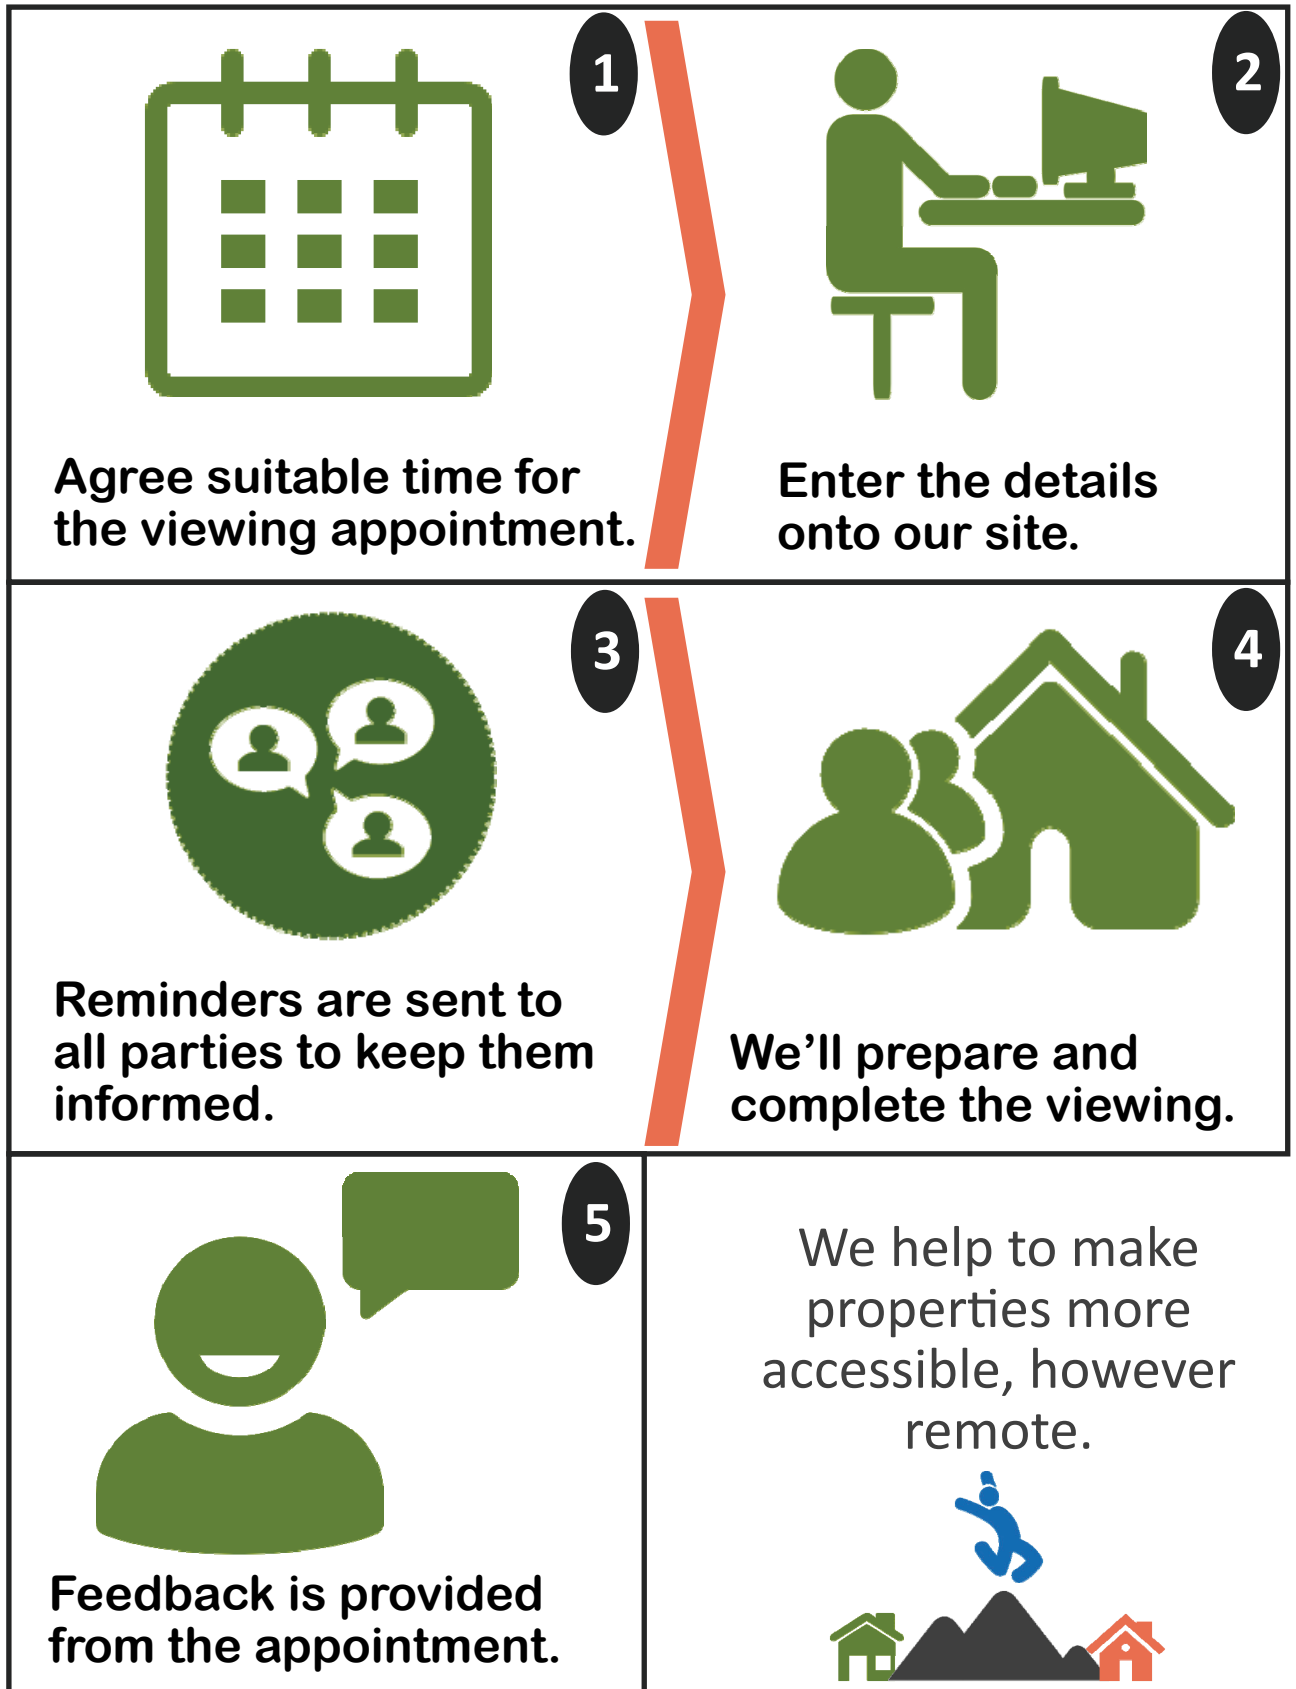 1
Agree suitable time for
the viewing appointment.
2
Enter the details
onto our site.
3
Reminders are sent to
all parties to keep them
informed.
4
We’ll prepare and
complete the viewing.
5
Feedback is provided
from the appointment.
We help to make
properties more
accessible, however
remote.